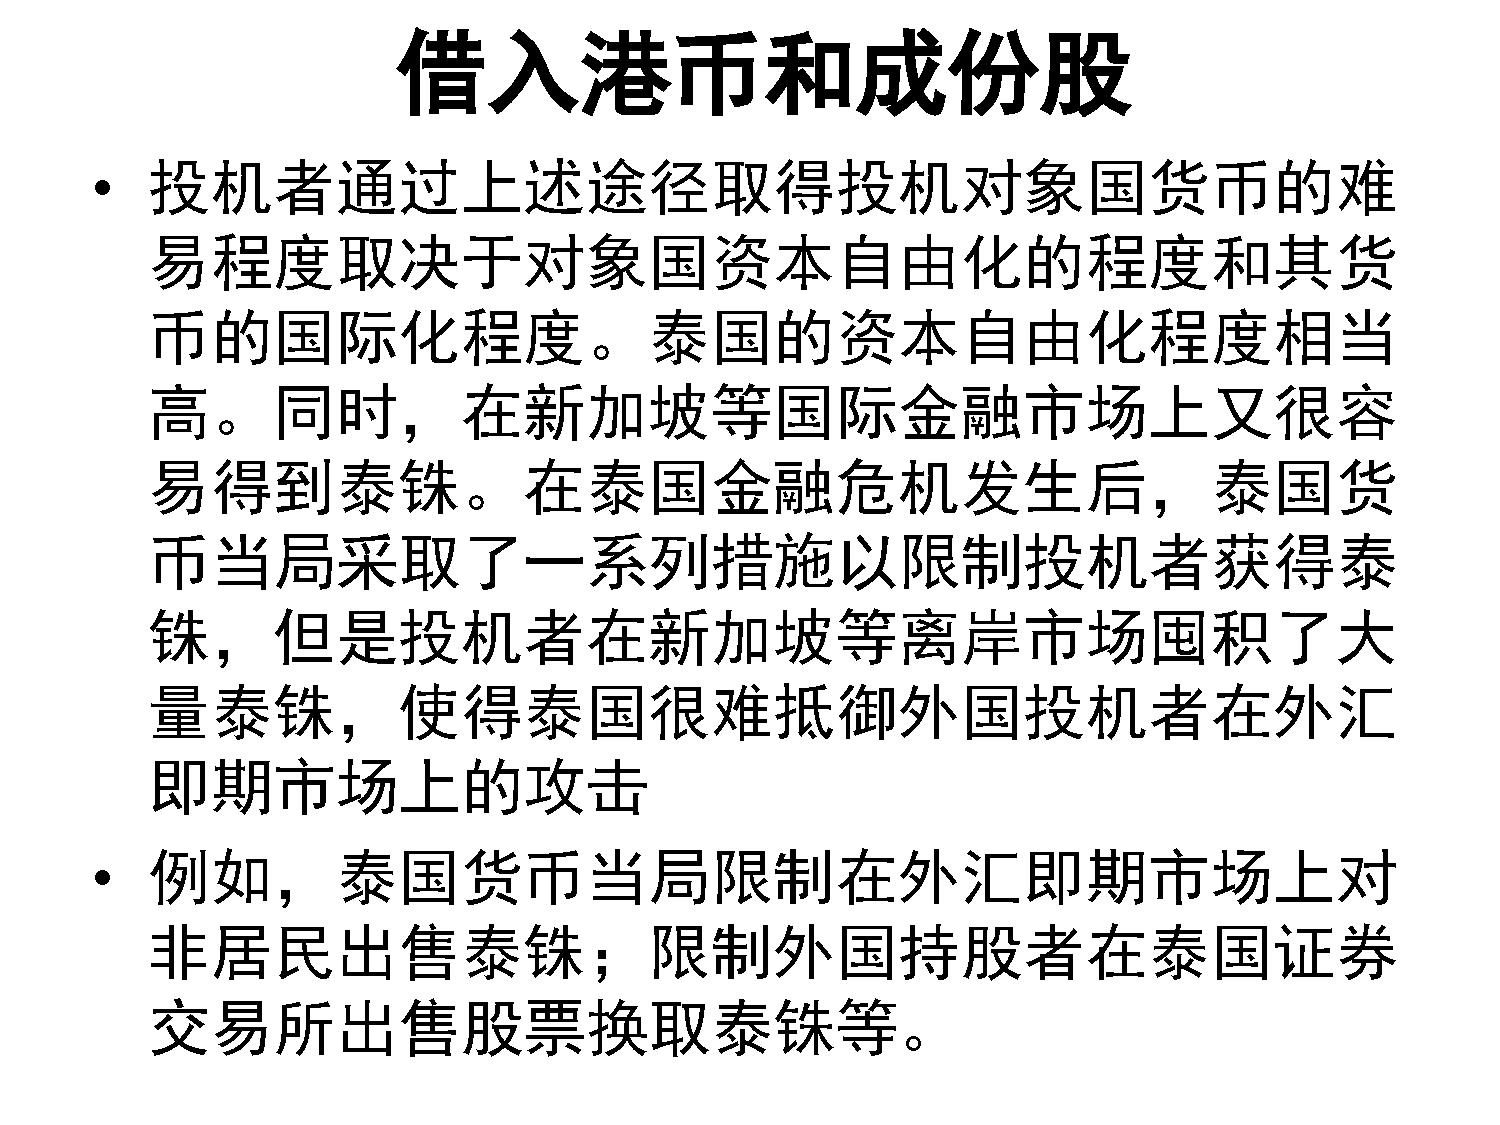 借入港币和成份股
• 投机者通过上述途径取得投机对象国货币的难
易程度取决于对象国资本自由化的程度和其货
币的国际化程度。泰国的资本自由化程度相当
高。同时，在新加坡等国际金融市场上又很容
易得到泰铢。在泰国金融危机发生后，泰国货
币当局采取了一系列措施以限制投机者获得泰
铢，但是投机者在新加坡等离岸市场囤积了大
量泰铢，使得泰国很难抵御外国投机者在外汇
即期市场上的攻击
• 例如，泰国货币当局限制在外汇即期市场上对
非居民出售泰铢；限制外国持股者在泰国证券
交易所出售股票换取泰铢等。